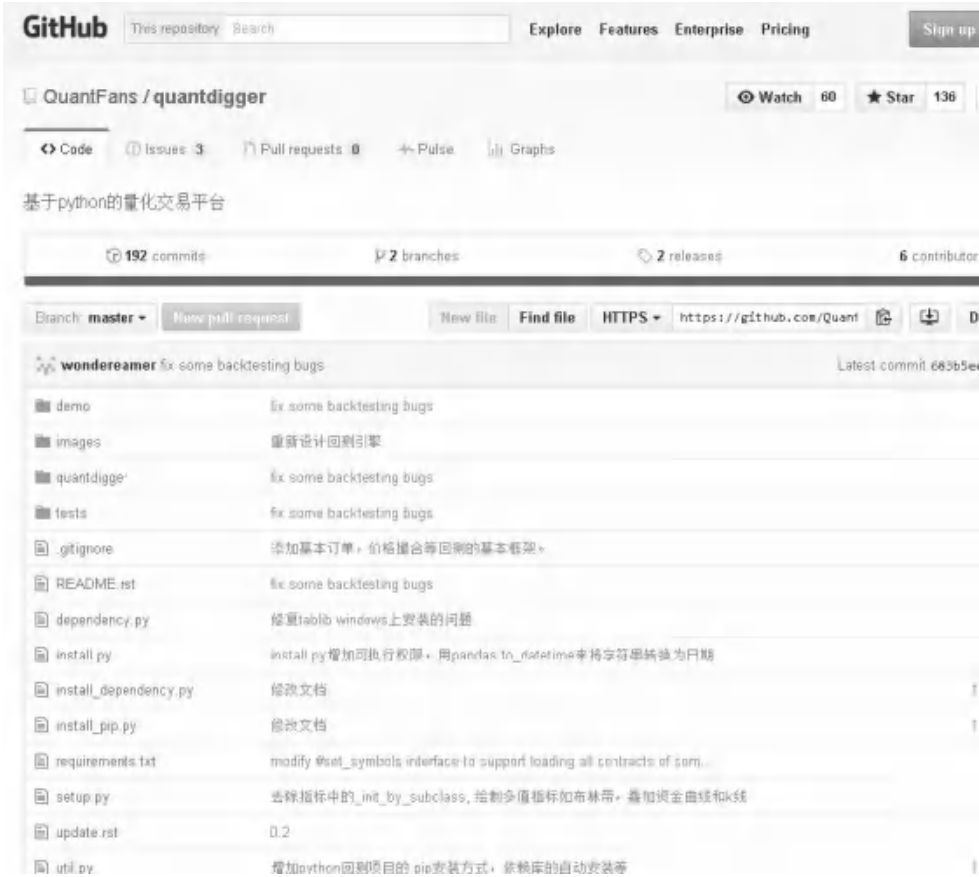 GitHub This repository Search Explore Features Enterprise Pricing Sign up
QuantFans / quantdigger Watch 60 Star 136
Code Issues 3 Pull requests 0 Pulse Graphs
基于python的量化交易平台
192 commits 2 branches 2 releases 6 contributor
Branch: master New pull request New file Find file HTTPS https://github.com/Quant D
wondereamer fix some backtesting bugs Latest commit 683b5ee
demo fix some backtesting bugs
images 重新设计回测引擎
quantdigger fix some backtesting bugs
tests fix some backtesting bugs
.gitignore 添加基本订单，价格撮合等回测的基本框架。
README.rst fix some backtesting bugs
dependency.py 修复tablib windows上安装的问题
install.py install.py增加可执行权限，用pandas.to_datetime来将字符串转换为日期
install_dependency.py 修改文档
install_pip.py 修改文档
requirements.txt modify @set_symbols interface to support loading all contracts of som...
setup.py 去除指标中的_init_by_subclass, 绘制多值指标如布林带，叠加资金曲线和k线
update.rst 0.2
util.py 增加python回测项目的 pip安装方式，依赖库的自动安装等